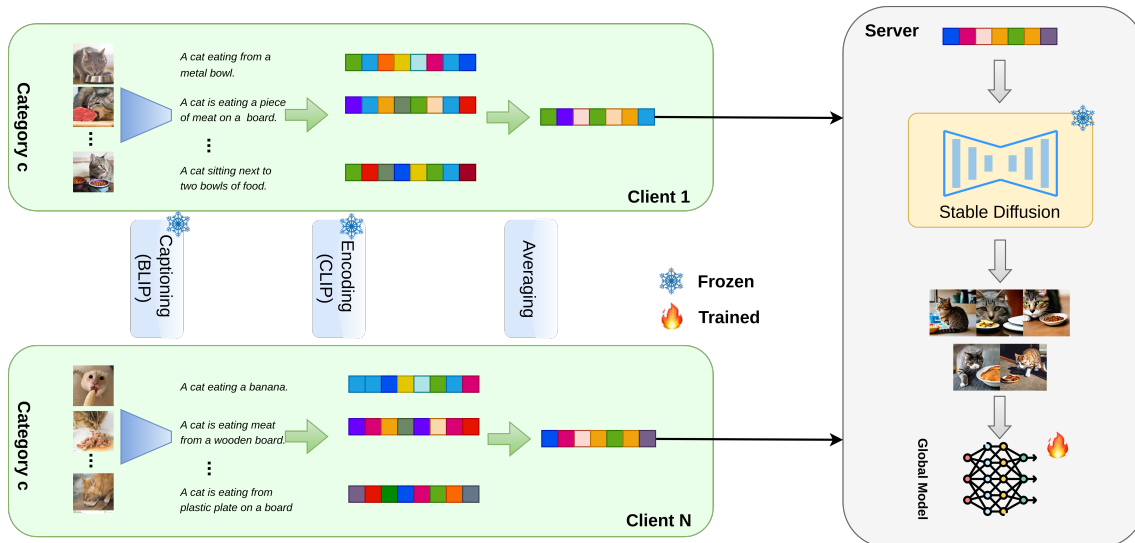 Category c
A cat eating from a
metal bowl.
A cat is eating a piece
of meat on a board.
...
A cat sitting next to
two bowls of food.
Client 1
Captioning
(BLIP)
Encoding
(CLIP)
Averaging
Frozen
Trained
Category c
A cat eating a banana.
A cat is eating meat
from a wooden board.
...
A cat is eating from
plastic plate on a board
Client N
Server
Stable Diffusion
Global Model